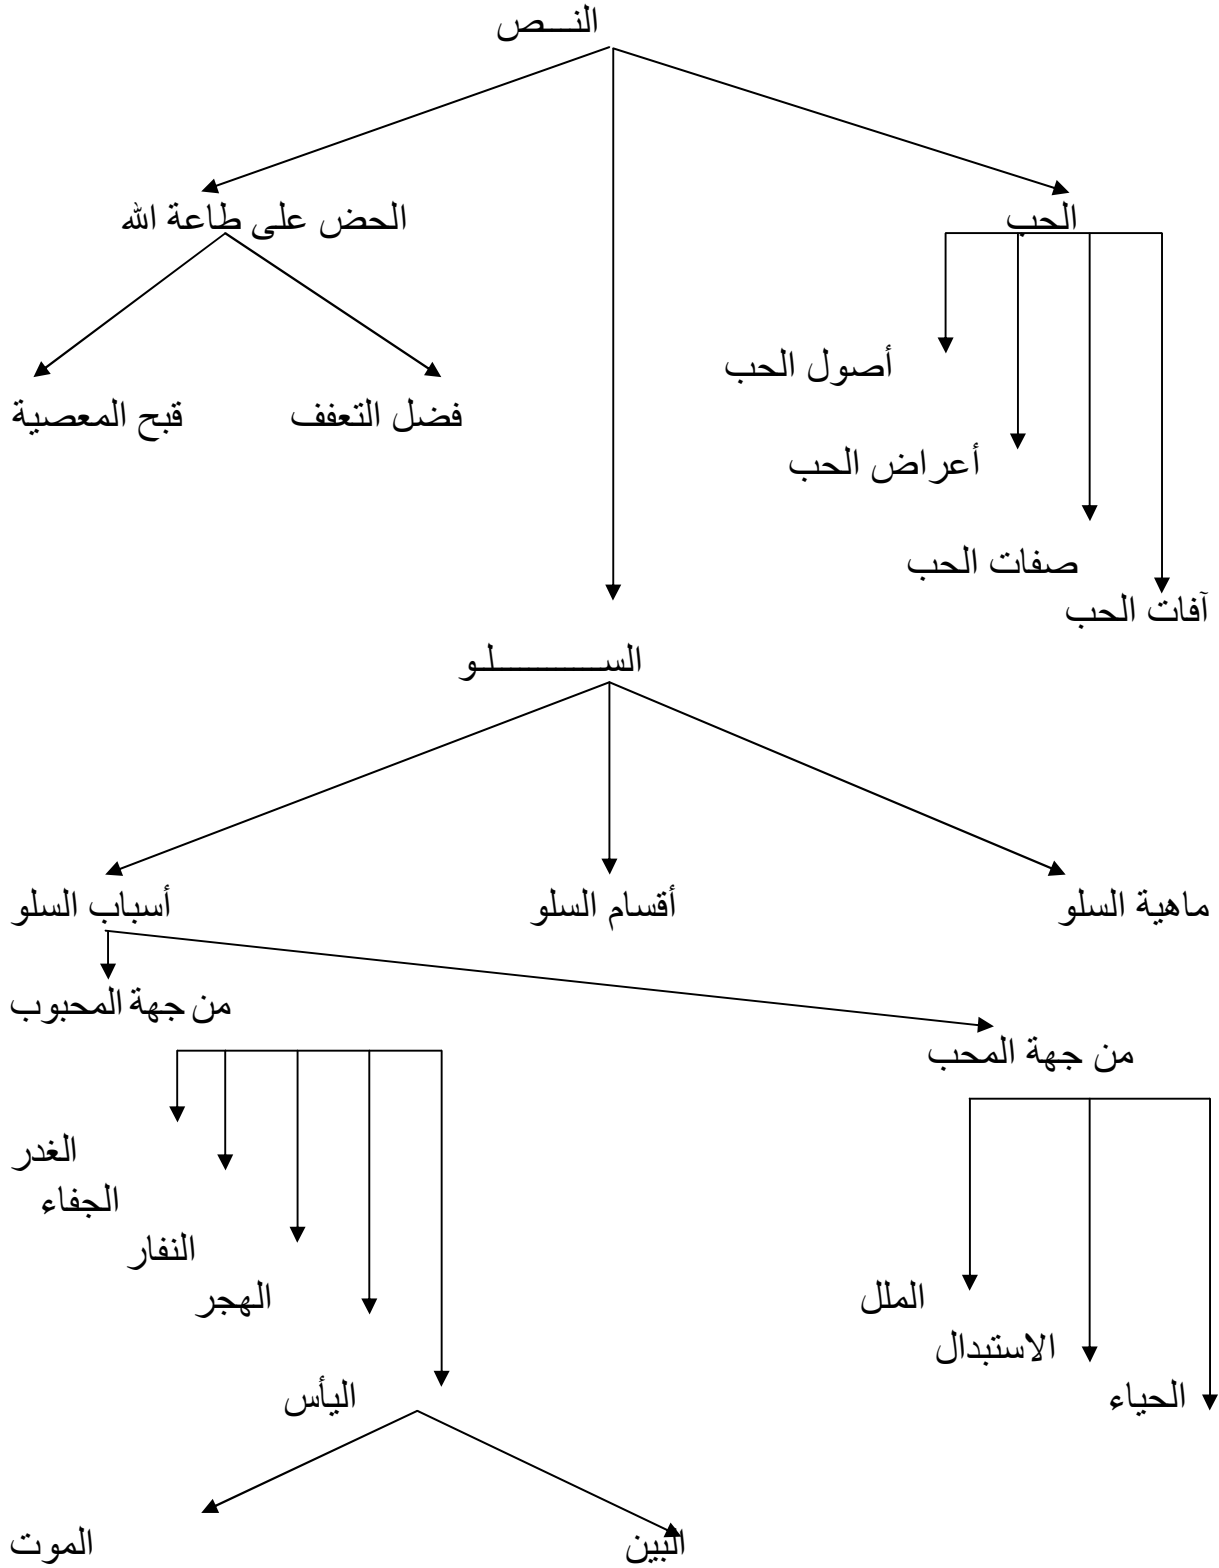 النـــص
الحب
الحض على طاعة الله
أصول الحب
فضل التعفف
قبح المعصية
أعراض الحب
صفات الحب
آفات الحب
الســـــــــــلـو
ماهية السلو
أقسام السلو
أسباب السلو
من جهة المحبوب
من جهة المحب
الغدر
الجفاء
النفار
الهجر
الملل
الاستبدال
الحياء
اليأس
البين
الموت